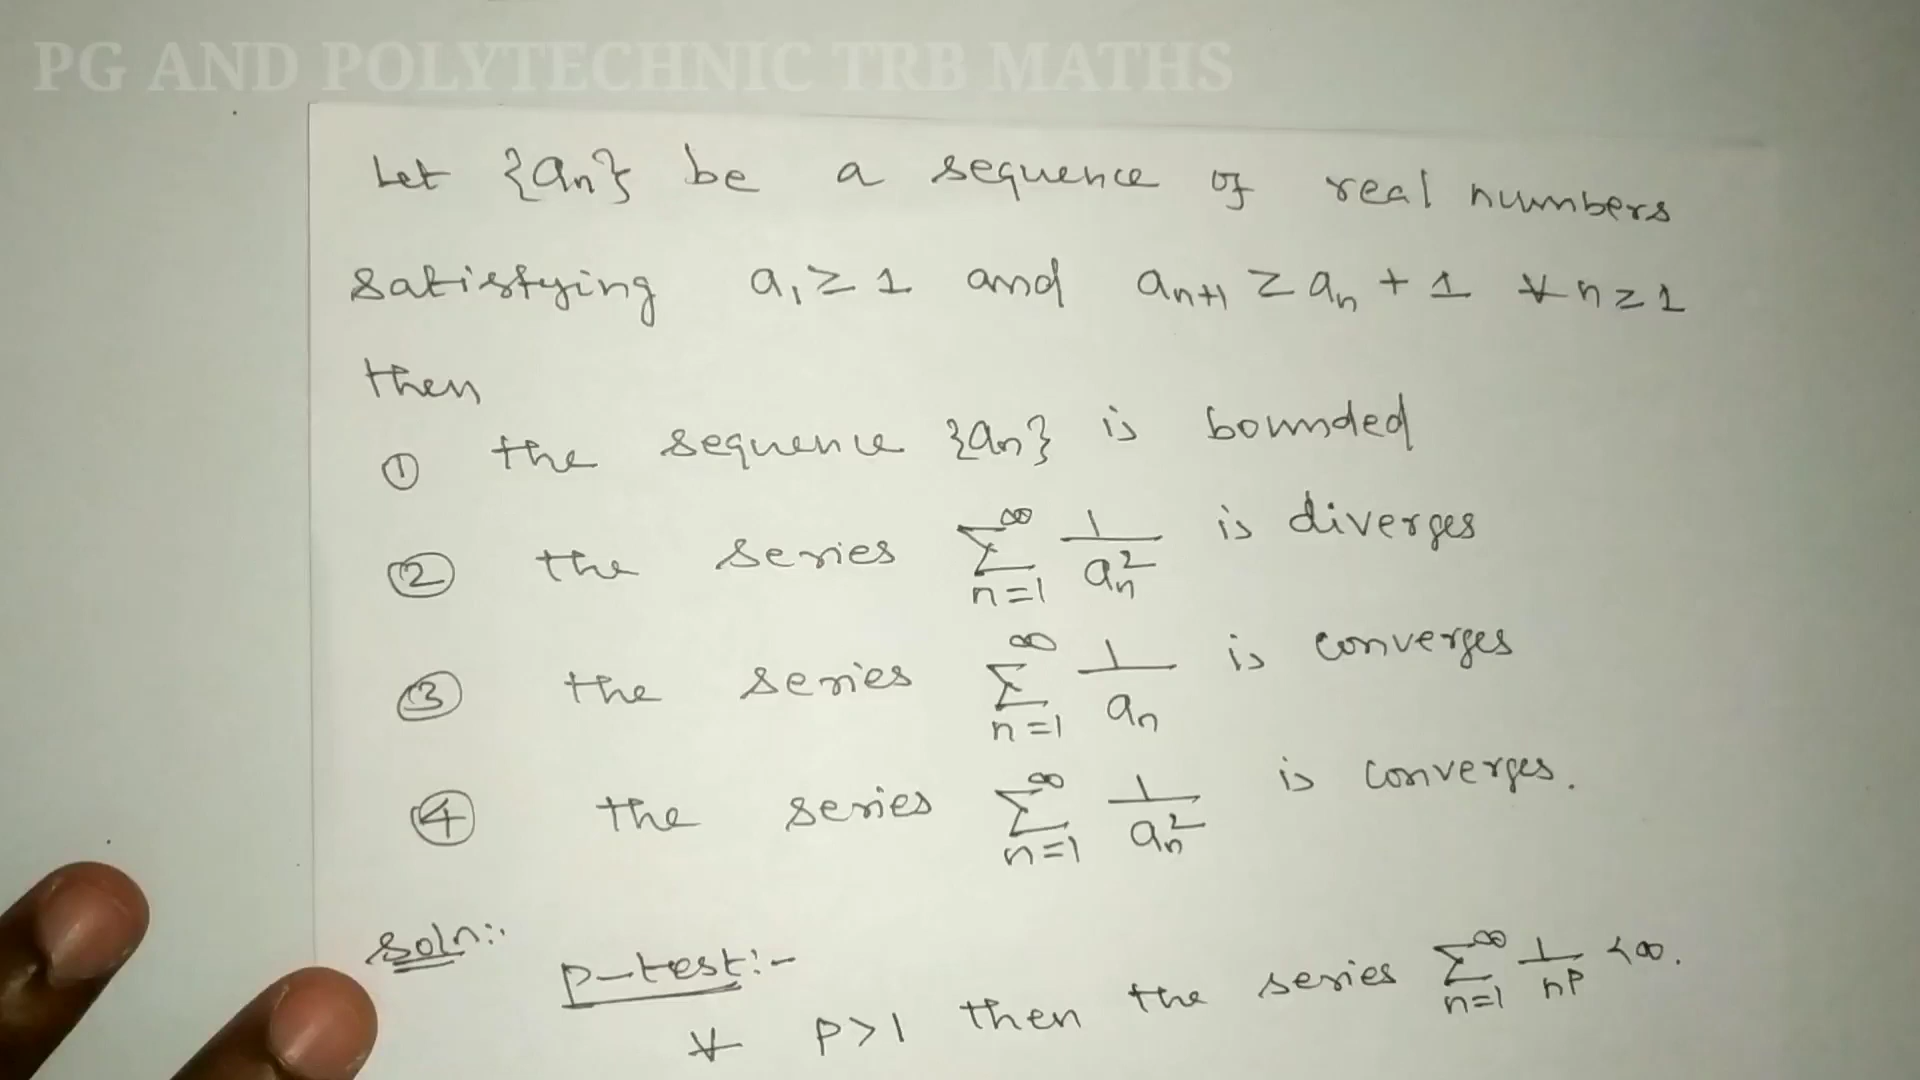 PG AND POLYTECHNIC TRB MATHS
Let {aₙ} be a sequence of real numbers
satisfying a₁ ≥ 1 and aₙ₊₁ ≥ aₙ + 1 ∀ n ≥ 1
then
① the sequence {aₙ} is bounded
② the series ∑_{n=1}^{∞} 1/aₙ² is diverges
③ the series ∑_{n=1}^{∞} 1/aₙ is converges
④ the series ∑_{n=1}^{∞} 1/aₙ² is converges.
Soln:
P-test:-
∀ P>1 then the series ∑_{n=1}^{∞} 1/nᵖ <∞.